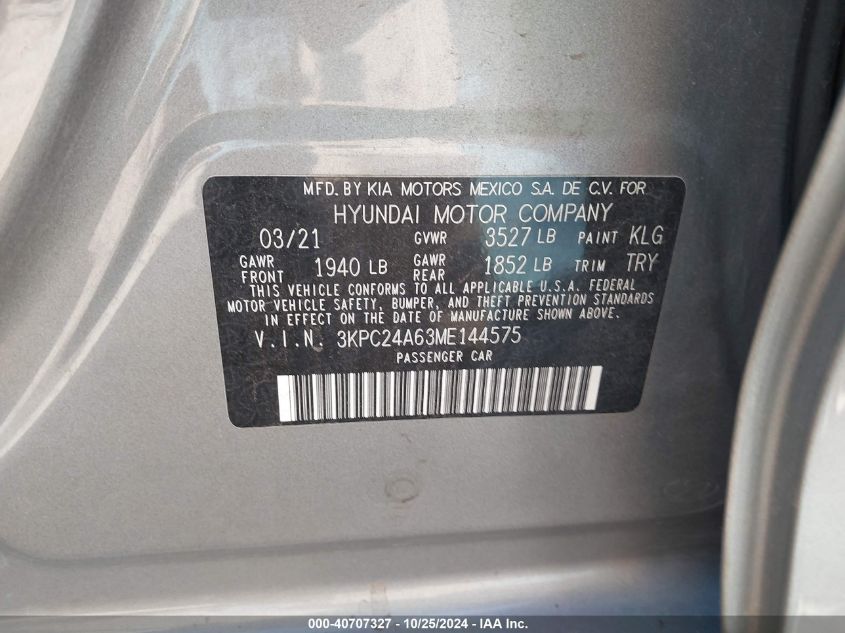 MFD. BY KIA MOTORS MEXICO S.A. DE C.V. FOR
HYUNDAI MOTOR COMPANY
03/21 GVWR 3527 LB PAINT KLG
GAWR FRONT 1940 LB GAWR REAR 1852 LB TRIM TRY
THIS VEHICLE CONFORMS TO ALL APPLICABLE U.S.A. FEDERAL
MOTOR VEHICLE SAFETY, BUMPER, AND THEFT PREVENTION STANDARDS
IN EFFECT ON THE DATE OF MANUFACTURE SHOWN ABOVE.
V.I.N. 3KPC24A63ME144575
PASSENGER CAR
000-40707327 - 10/25/2024 - IAA Inc.